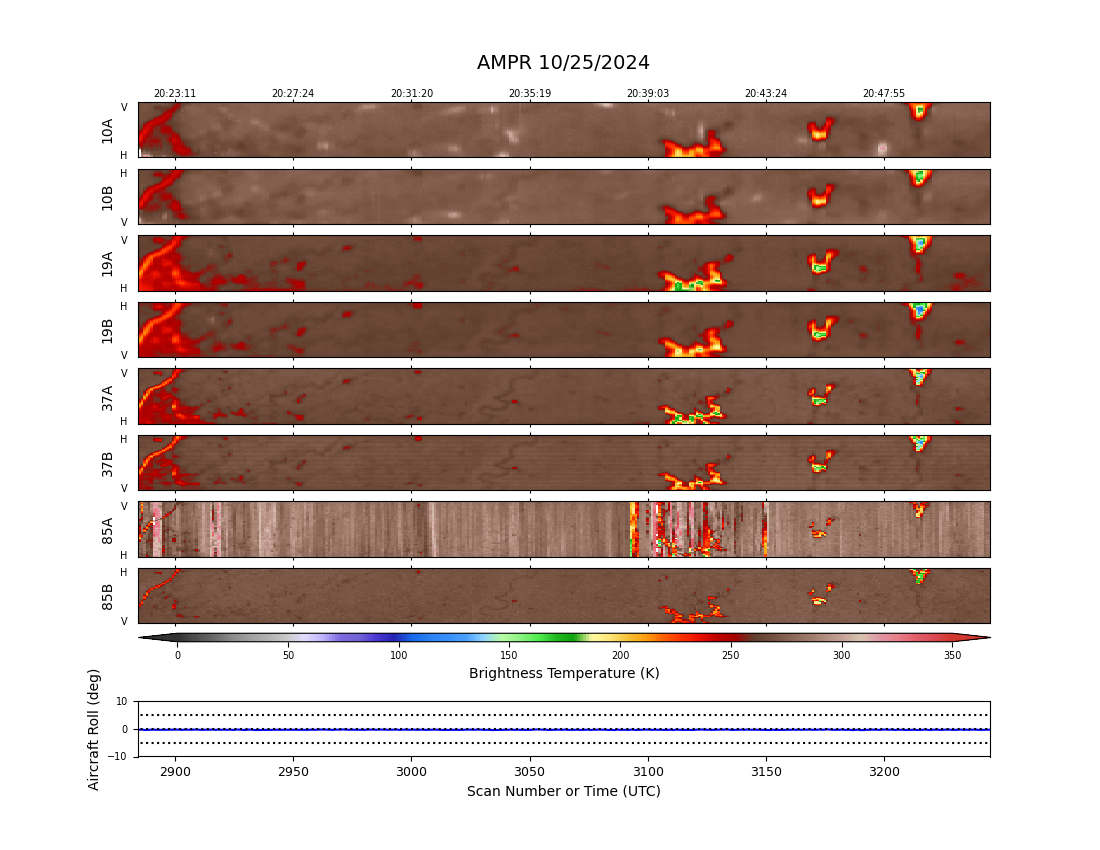 AMPR 10/25/2024
20:23:11 20:27:24 20:31:20 20:35:19 20:39:03 20:43:24 20:47:55
V
10A
H
H
10B
V
V
19A
H
H
19B
V
V
37A
H
H
37B
V
V
85A
H
H
85B
V
0 50 100 150 200 250 300 350
Brightness Temperature (K)
Aircraft Roll (deg)
10
0
−10
2900 2950 3000 3050 3100 3150 3200
Scan Number or Time (UTC)